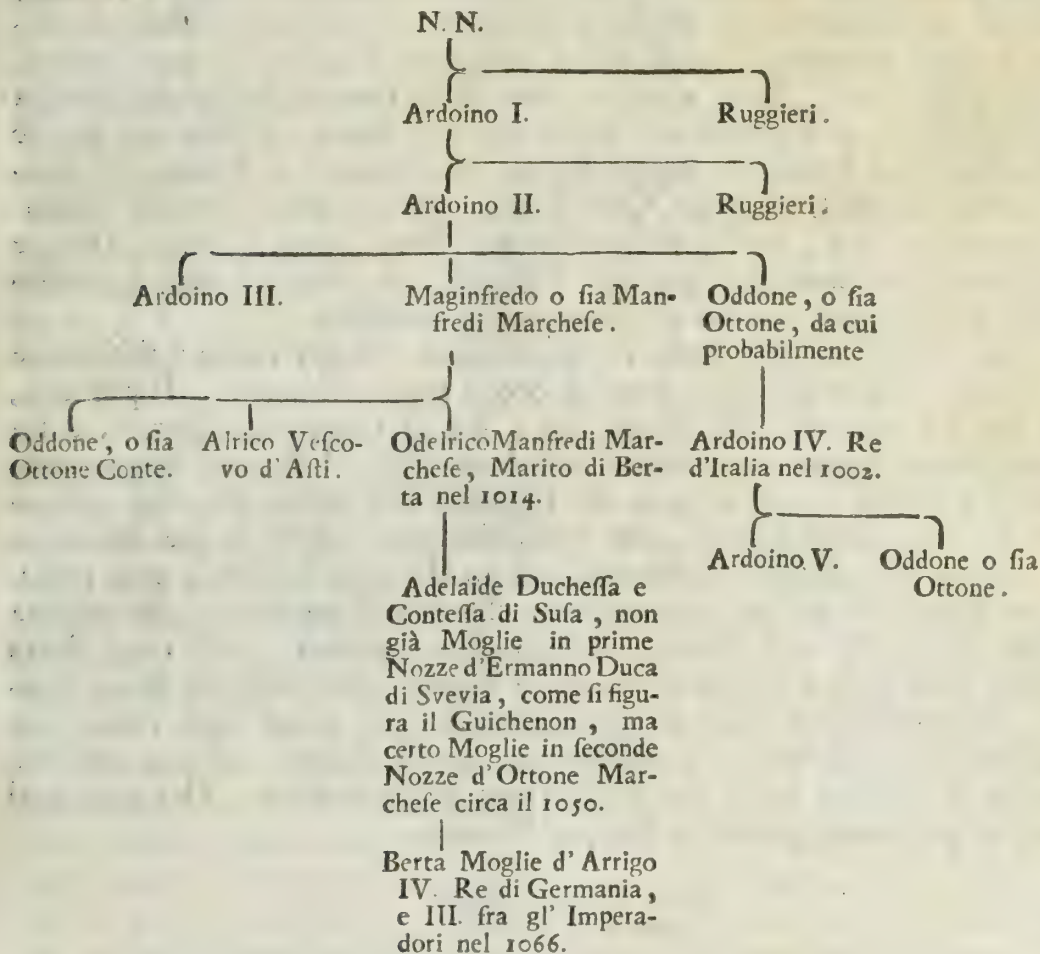 N. N.
Ardoino I. Ruggieri.
Ardoino II. Ruggieri.
Ardoino III.
Maginfredo o ſia Man-
fredi Marcheſe.
Oddone, o ſia
Ottone, da cui
probabilmente
Oddone, o ſia
Ottone Conte.
Alrico Veſco-
vo d'Aſti.
Odelrico Manfredi Mar-
cheſe, Marito di Ber-
ta nel 1014.
Ardoino IV. Re
d'Italia nel 1002.
Ardoino V.
Oddone o ſia
Ottone.
Adelaide Ducheſſa e
Conteſſa di Suſa, non
già Moglie in prime
Nozze d'Ermanno Duca
di Svevia, come ſi figu-
ra il Guichenon, ma
certo Moglie in ſeconde
Nozze d'Ottone Mar-
cheſe circa il 1050.
Berta Moglie d'Arrigo
IV. Re di Germania,
e III. fra gl' Impera-
dori nel 1066.